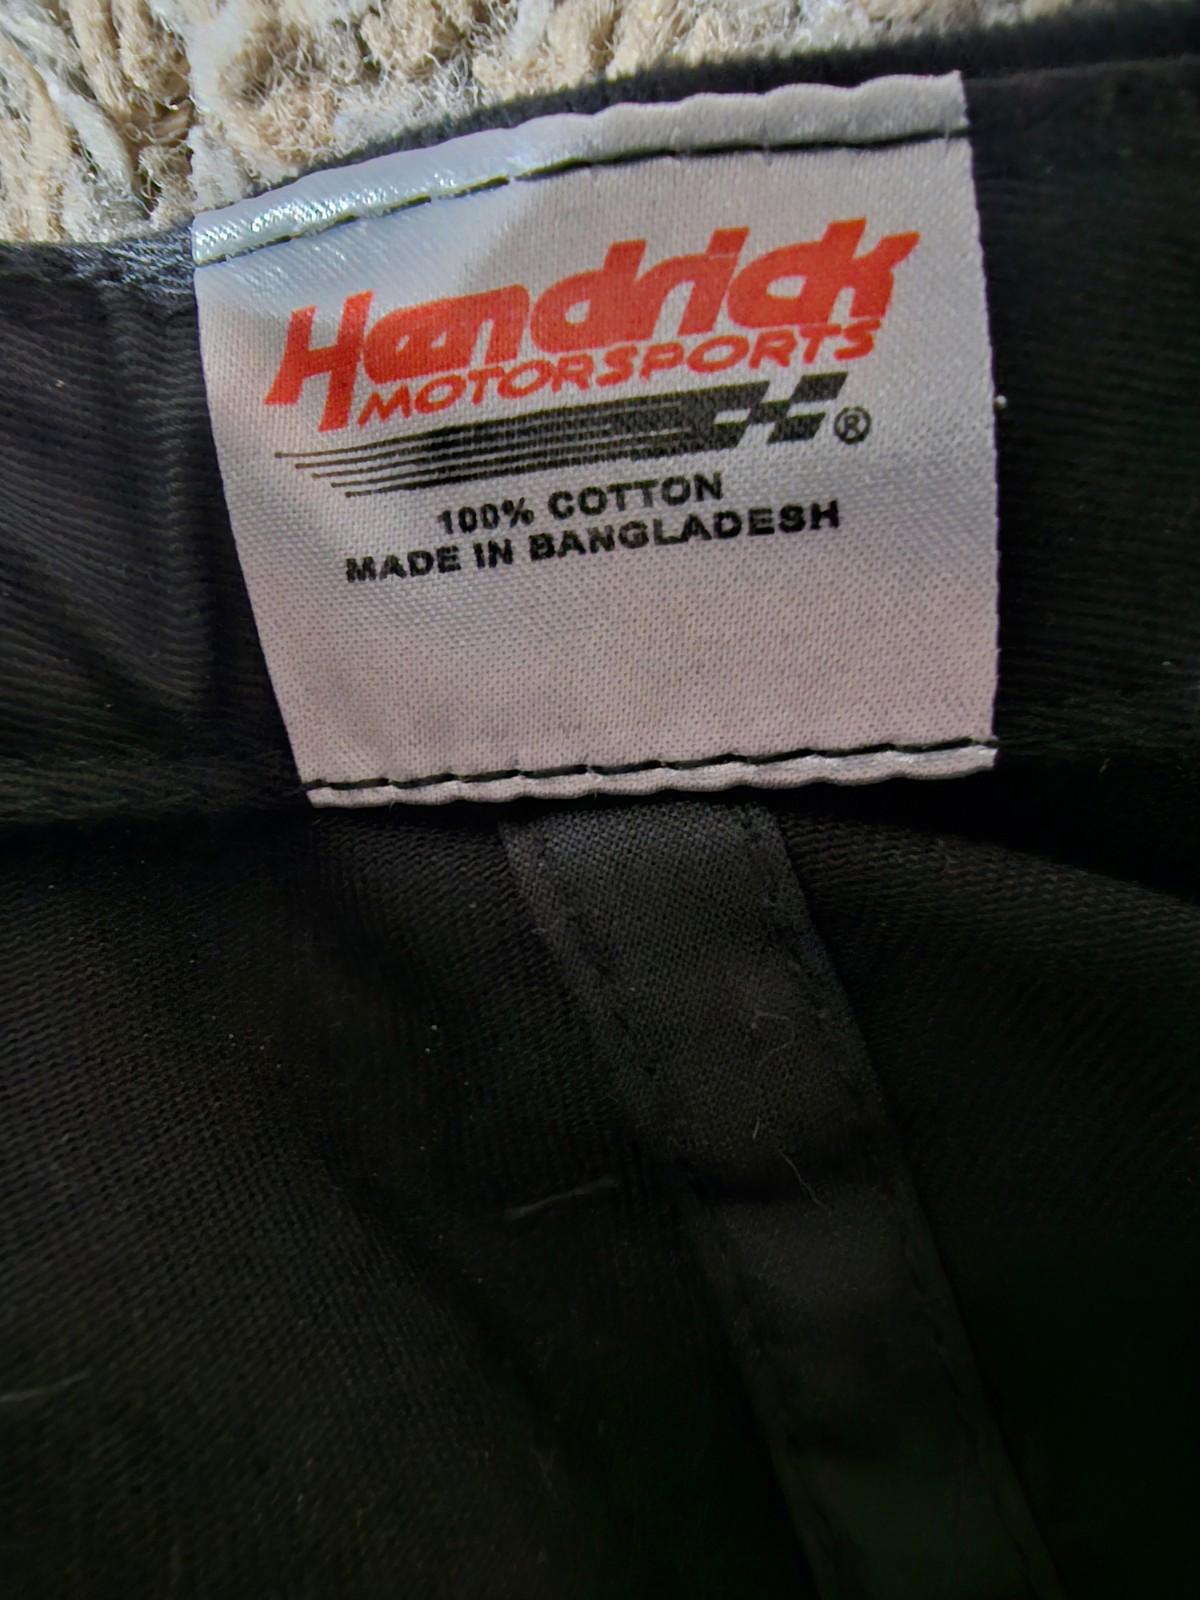 Hendrick
MOTORSPORTS
®
100% COTTON
MADE IN BANGLADESH